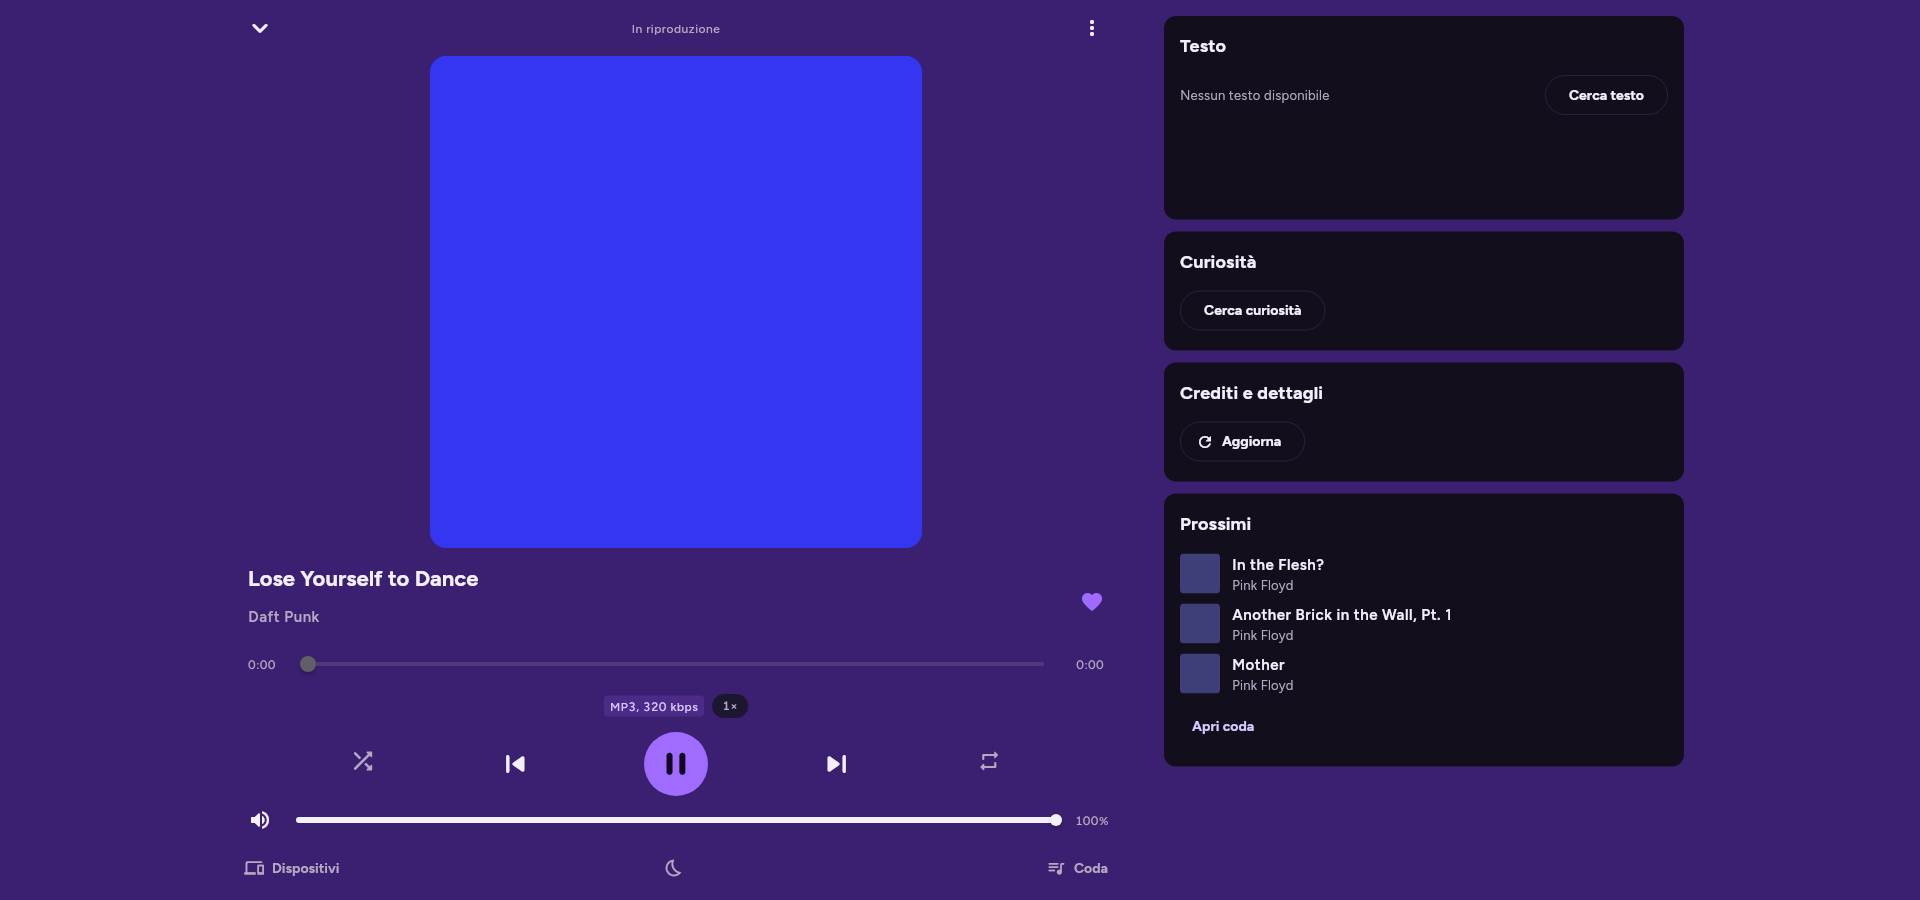 In riproduzione
Lose Yourself to Dance
Daft Punk
0:00
0:00
MP3, 320 kbps
1×
100%
Dispositivi
Coda
Testo
Nessun testo disponibile
Cerca testo
Curiosità
Cerca curiosità
Crediti e dettagli
Aggiorna
Prossimi
In the Flesh?
Pink Floyd
Another Brick in the Wall, Pt. 1
Pink Floyd
Mother
Pink Floyd
Apri coda